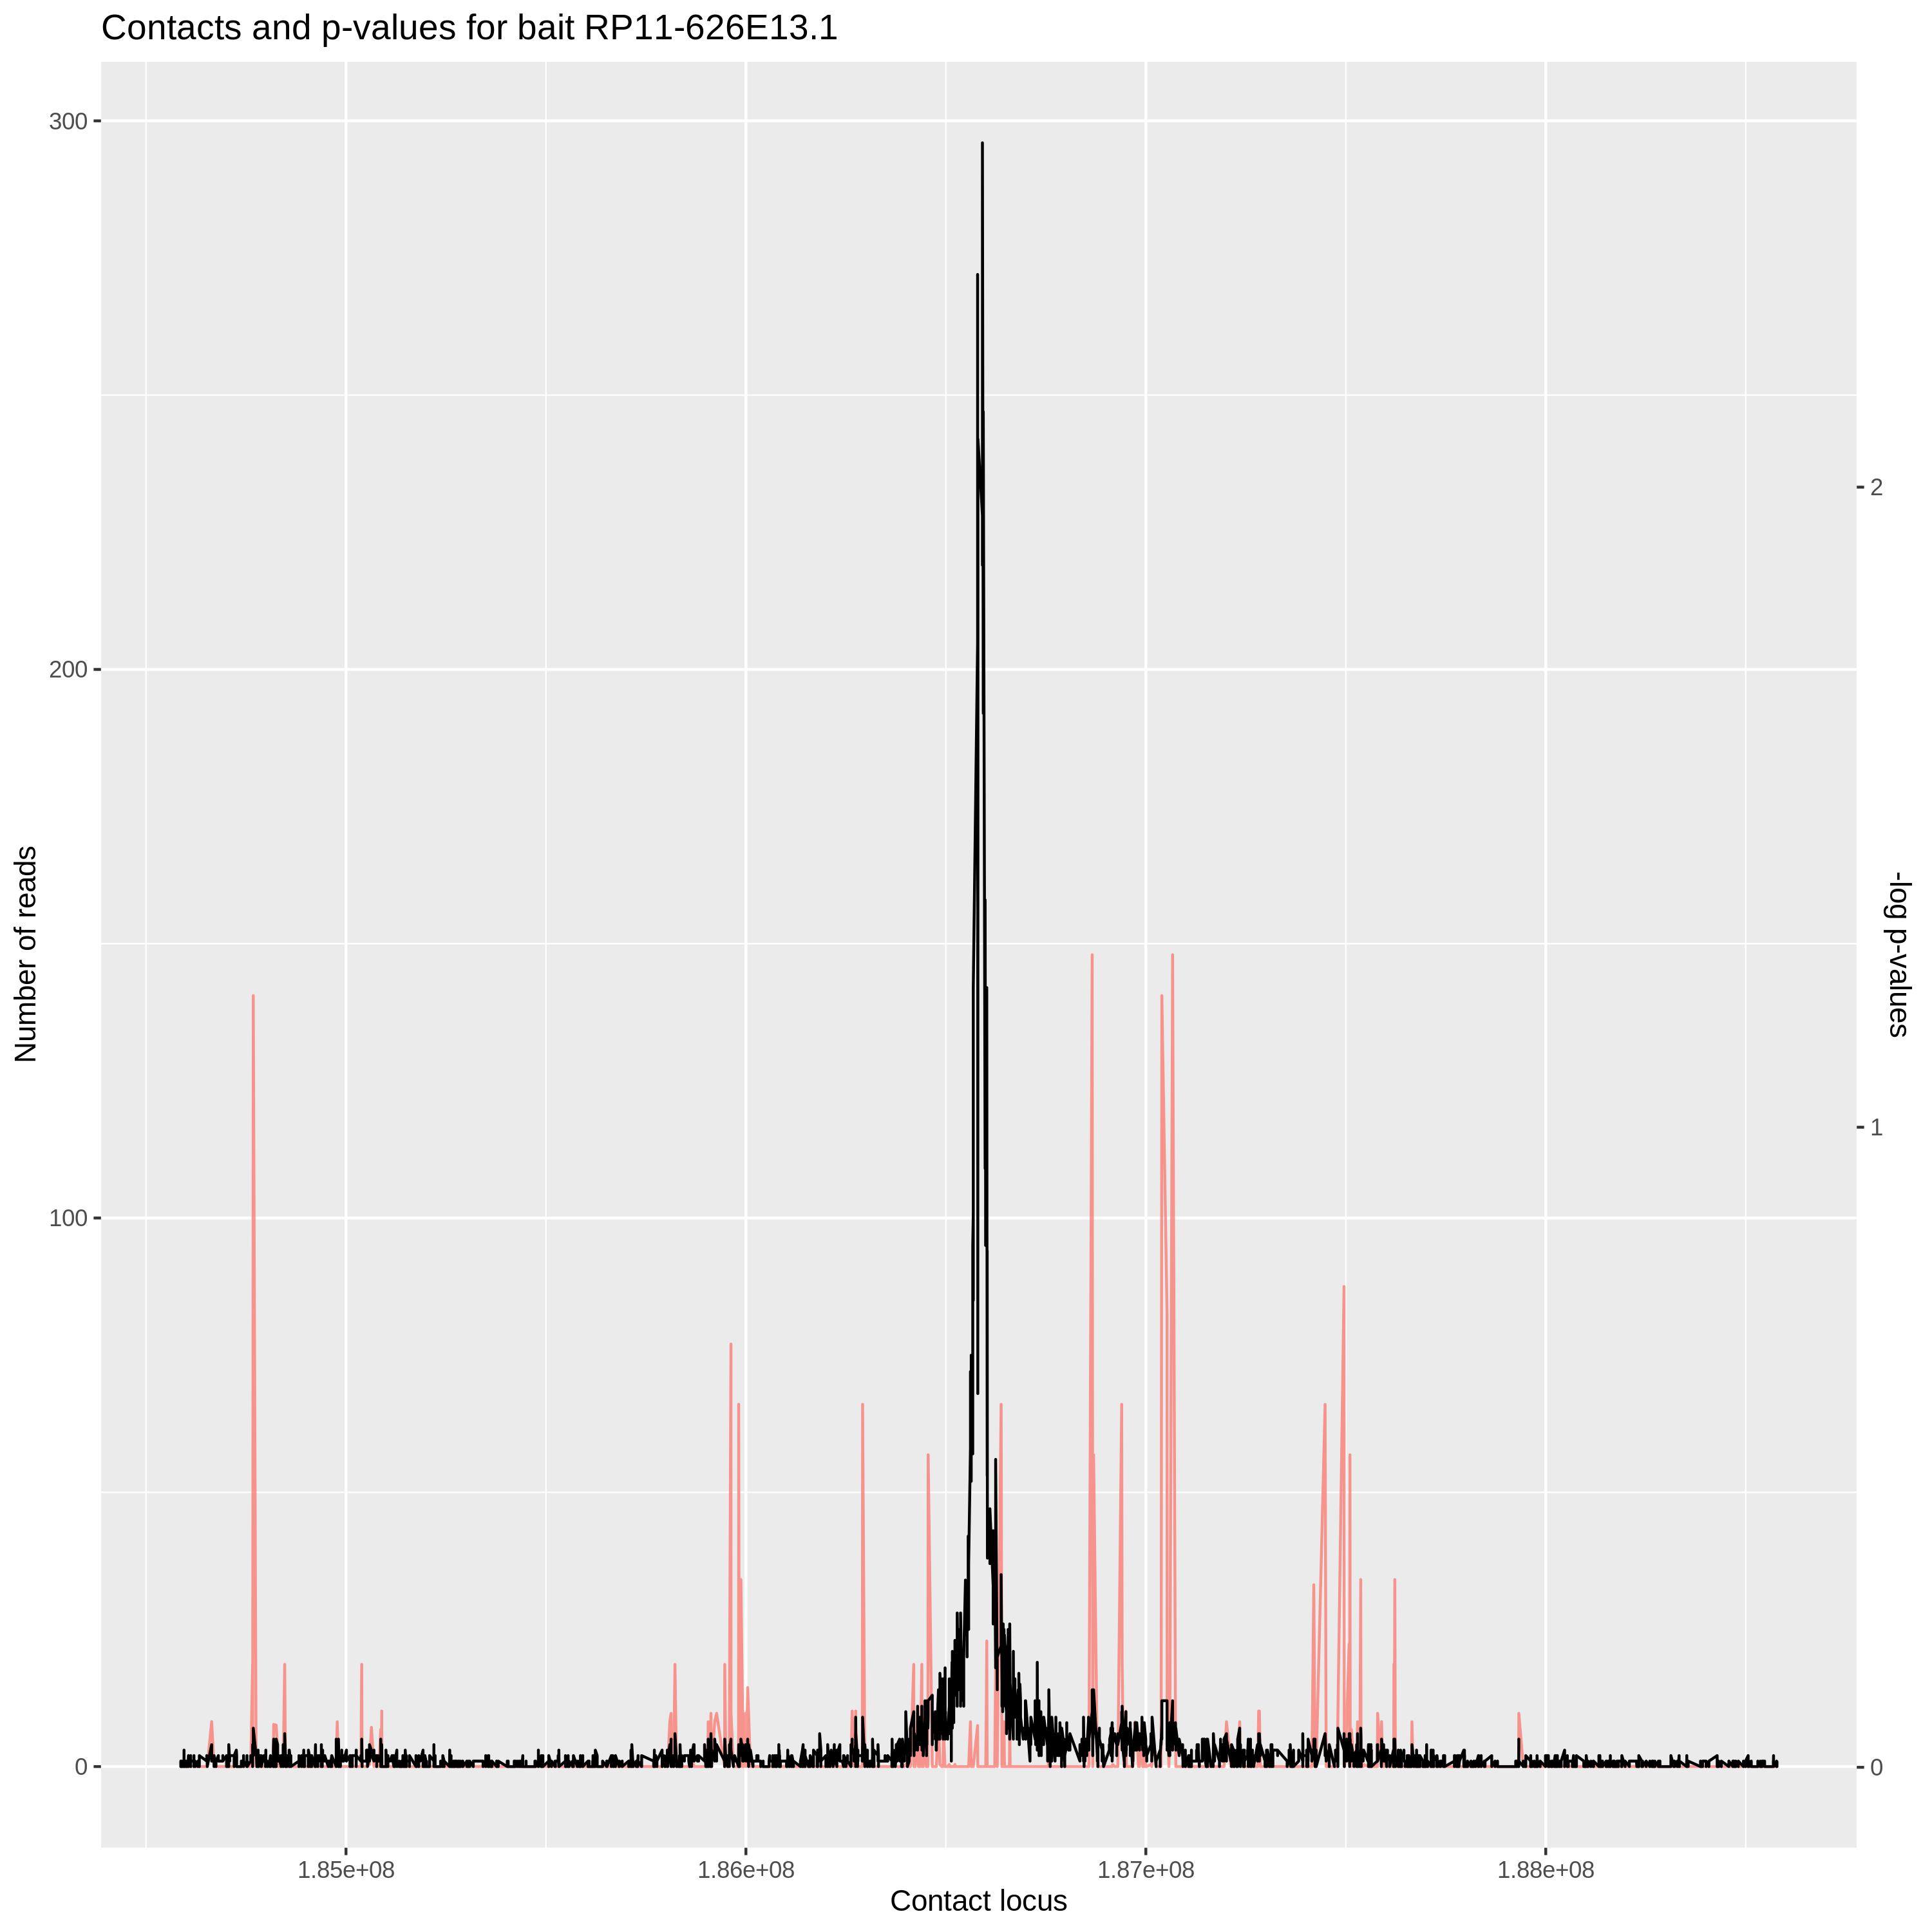 Contacts and p-values for bait RP11-626E13.1
300
200
100
0
Number of reads
2
1
0
-log p-values
1.85e+08
1.86e+08
1.87e+08
1.88e+08
Contact locus